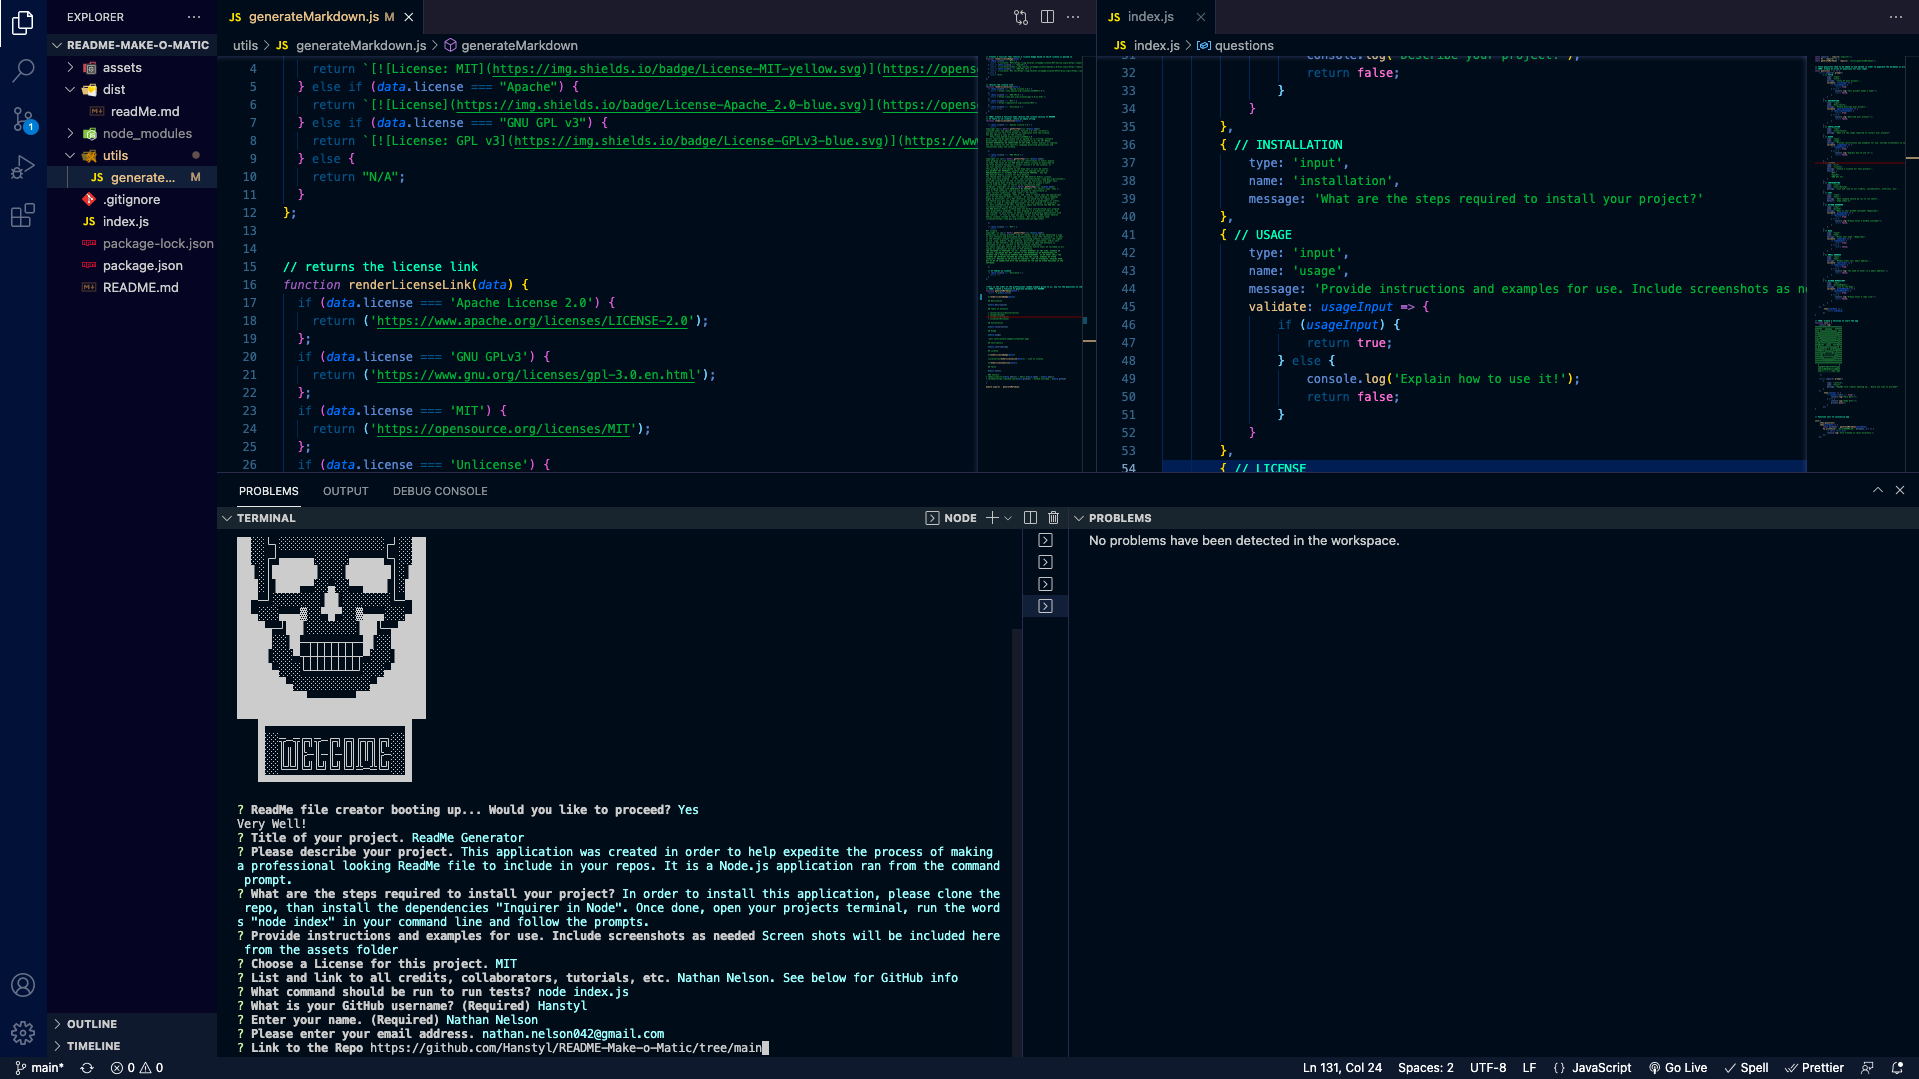 EXPLORER
README-MAKE-O-MATIC
assets
dist
readMe.md
node_modules
utils
JS generate... M
.gitignore
JS index.js
package-lock.json
package.json
README.md
OUTLINE
TIMELINE
1
JS generateMarkdown.js M
utils > JS generateMarkdown.js > generateMarkdown
4 return `[![License: MIT](https://img.shields.io/badge/License-MIT-yellow.svg)](https://opens
5 } else if (data.license === "Apache") {
6 return `[![License](https://img.shields.io/badge/License-Apache_2.0-blue.svg)](https://opens
7 } else if (data.license === "GNU GPL v3") {
8 return `[![License: GPL v3](https://img.shields.io/badge/License-GPLv3-blue.svg)](https://ww
9 } else {
10 return "N/A";
11 }
12 };
13
14
15 // returns the license link
16 function renderLicenseLink(data) {
17 if (data.license === 'Apache License 2.0') {
18 return ('https://www.apache.org/licenses/LICENSE-2.0');
19 };
20 if (data.license === 'GNU GPLv3') {
21 return ('https://www.gnu.org/licenses/gpl-3.0.en.html');
22 };
23 if (data.license === 'MIT') {
24 return ('https://opensource.org/licenses/MIT');
25 };
26 if (data.license === 'Unlicense') {
JS index.js
JS index.js > questions
31 console.log('Describe your project!');
32 return false;
33 }
34 }
35 },
36 { // INSTALLATION
37 type: 'input',
38 name: 'installation',
39 message: 'What are the steps required to install your project?'
40 },
41 { // USAGE
42 type: 'input',
43 name: 'usage',
44 message: 'Provide instructions and examples for use. Include screenshots as n
45 validate: usageInput => {
46 if (usageInput) {
47 return true;
48 } else {
49 console.log('Explain how to use it!');
50 return false;
51 }
52 }
53 },
54 { // LICENSE
PROBLEMS OUTPUT DEBUG CONSOLE
TERMINAL NODE
PROBLEMS
No problems have been detected in the workspace.
WELCOME
? ReadMe file creator booting up... Would you like to proceed? Yes
Very Well!
? Title of your project. ReadMe Generator
? Please describe your project. This application was created in order to help expedite the process of making
a professional looking ReadMe file to include in your repos. It is a Node.js application ran from the command
prompt.
? What are the steps required to install your project? In order to install this application, please clone the
repo, than install the dependencies "Inquirer in Node". Once done, open your projects terminal, run the word
s "node index" in your command line and follow the prompts.
? Provide instructions and examples for use. Include screenshots as needed Screen shots will be included here
from the assets folder
? Choose a License for this project. MIT
? List and link to all credits, collaborators, tutorials, etc. Nathan Nelson. See below for GitHub info
? What command should be run to run tests? node index.js
? What is your GitHub username? (Required) Hanstyl
? Enter your name. (Required) Nathan Nelson
? Please enter your email address. nathan.nelson042@gmail.com
? Link to the Repo https://github.com/Hanstyl/README-Make-o-Matic/tree/main
main* 0 0
Ln 131, Col 24 Spaces: 2 UTF-8 LF {} JavaScript Go Live Spell Prettier